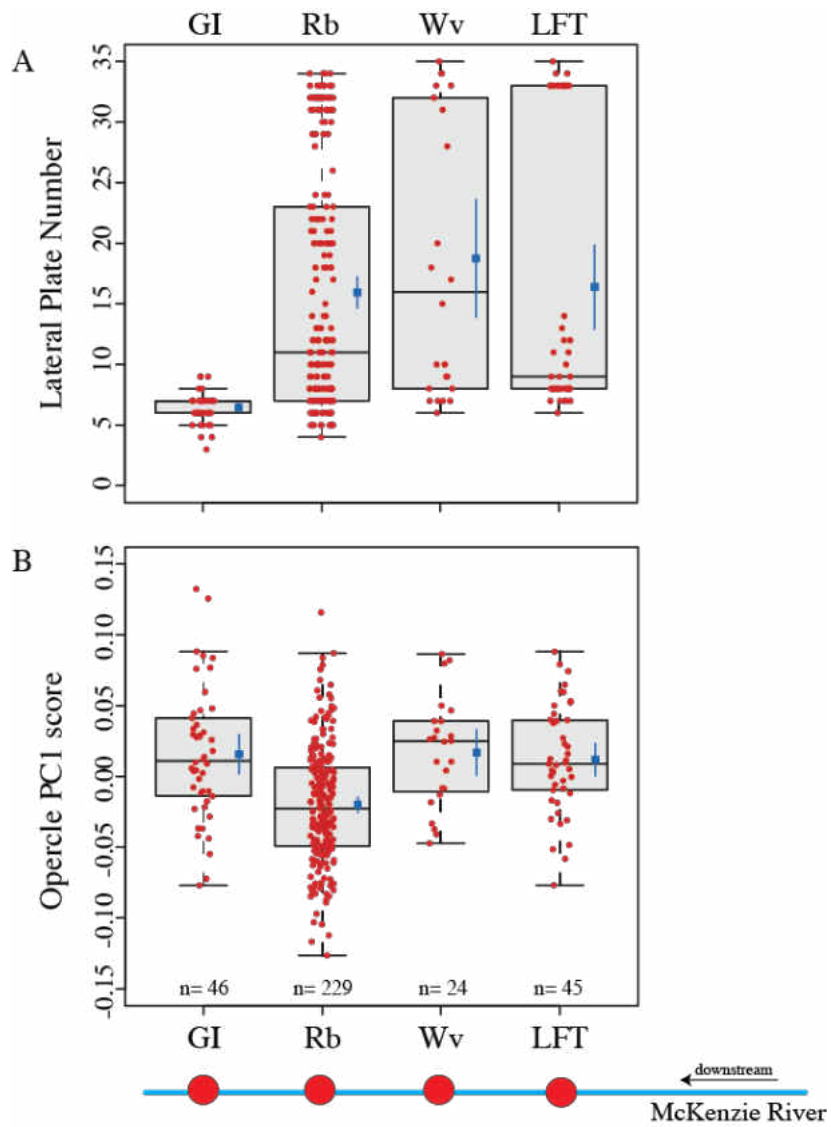 GI Rb Wv LFT
A
Lateral Plate Number
35
30
25
20
15
10
5
0
B
Opercle PC1 score
0.15
0.10
0.05
0.00
-0.05
-0.10
-0.15
n= 46 n= 229 n= 24 n= 45
GI Rb Wv LFT
downstream
McKenzie River